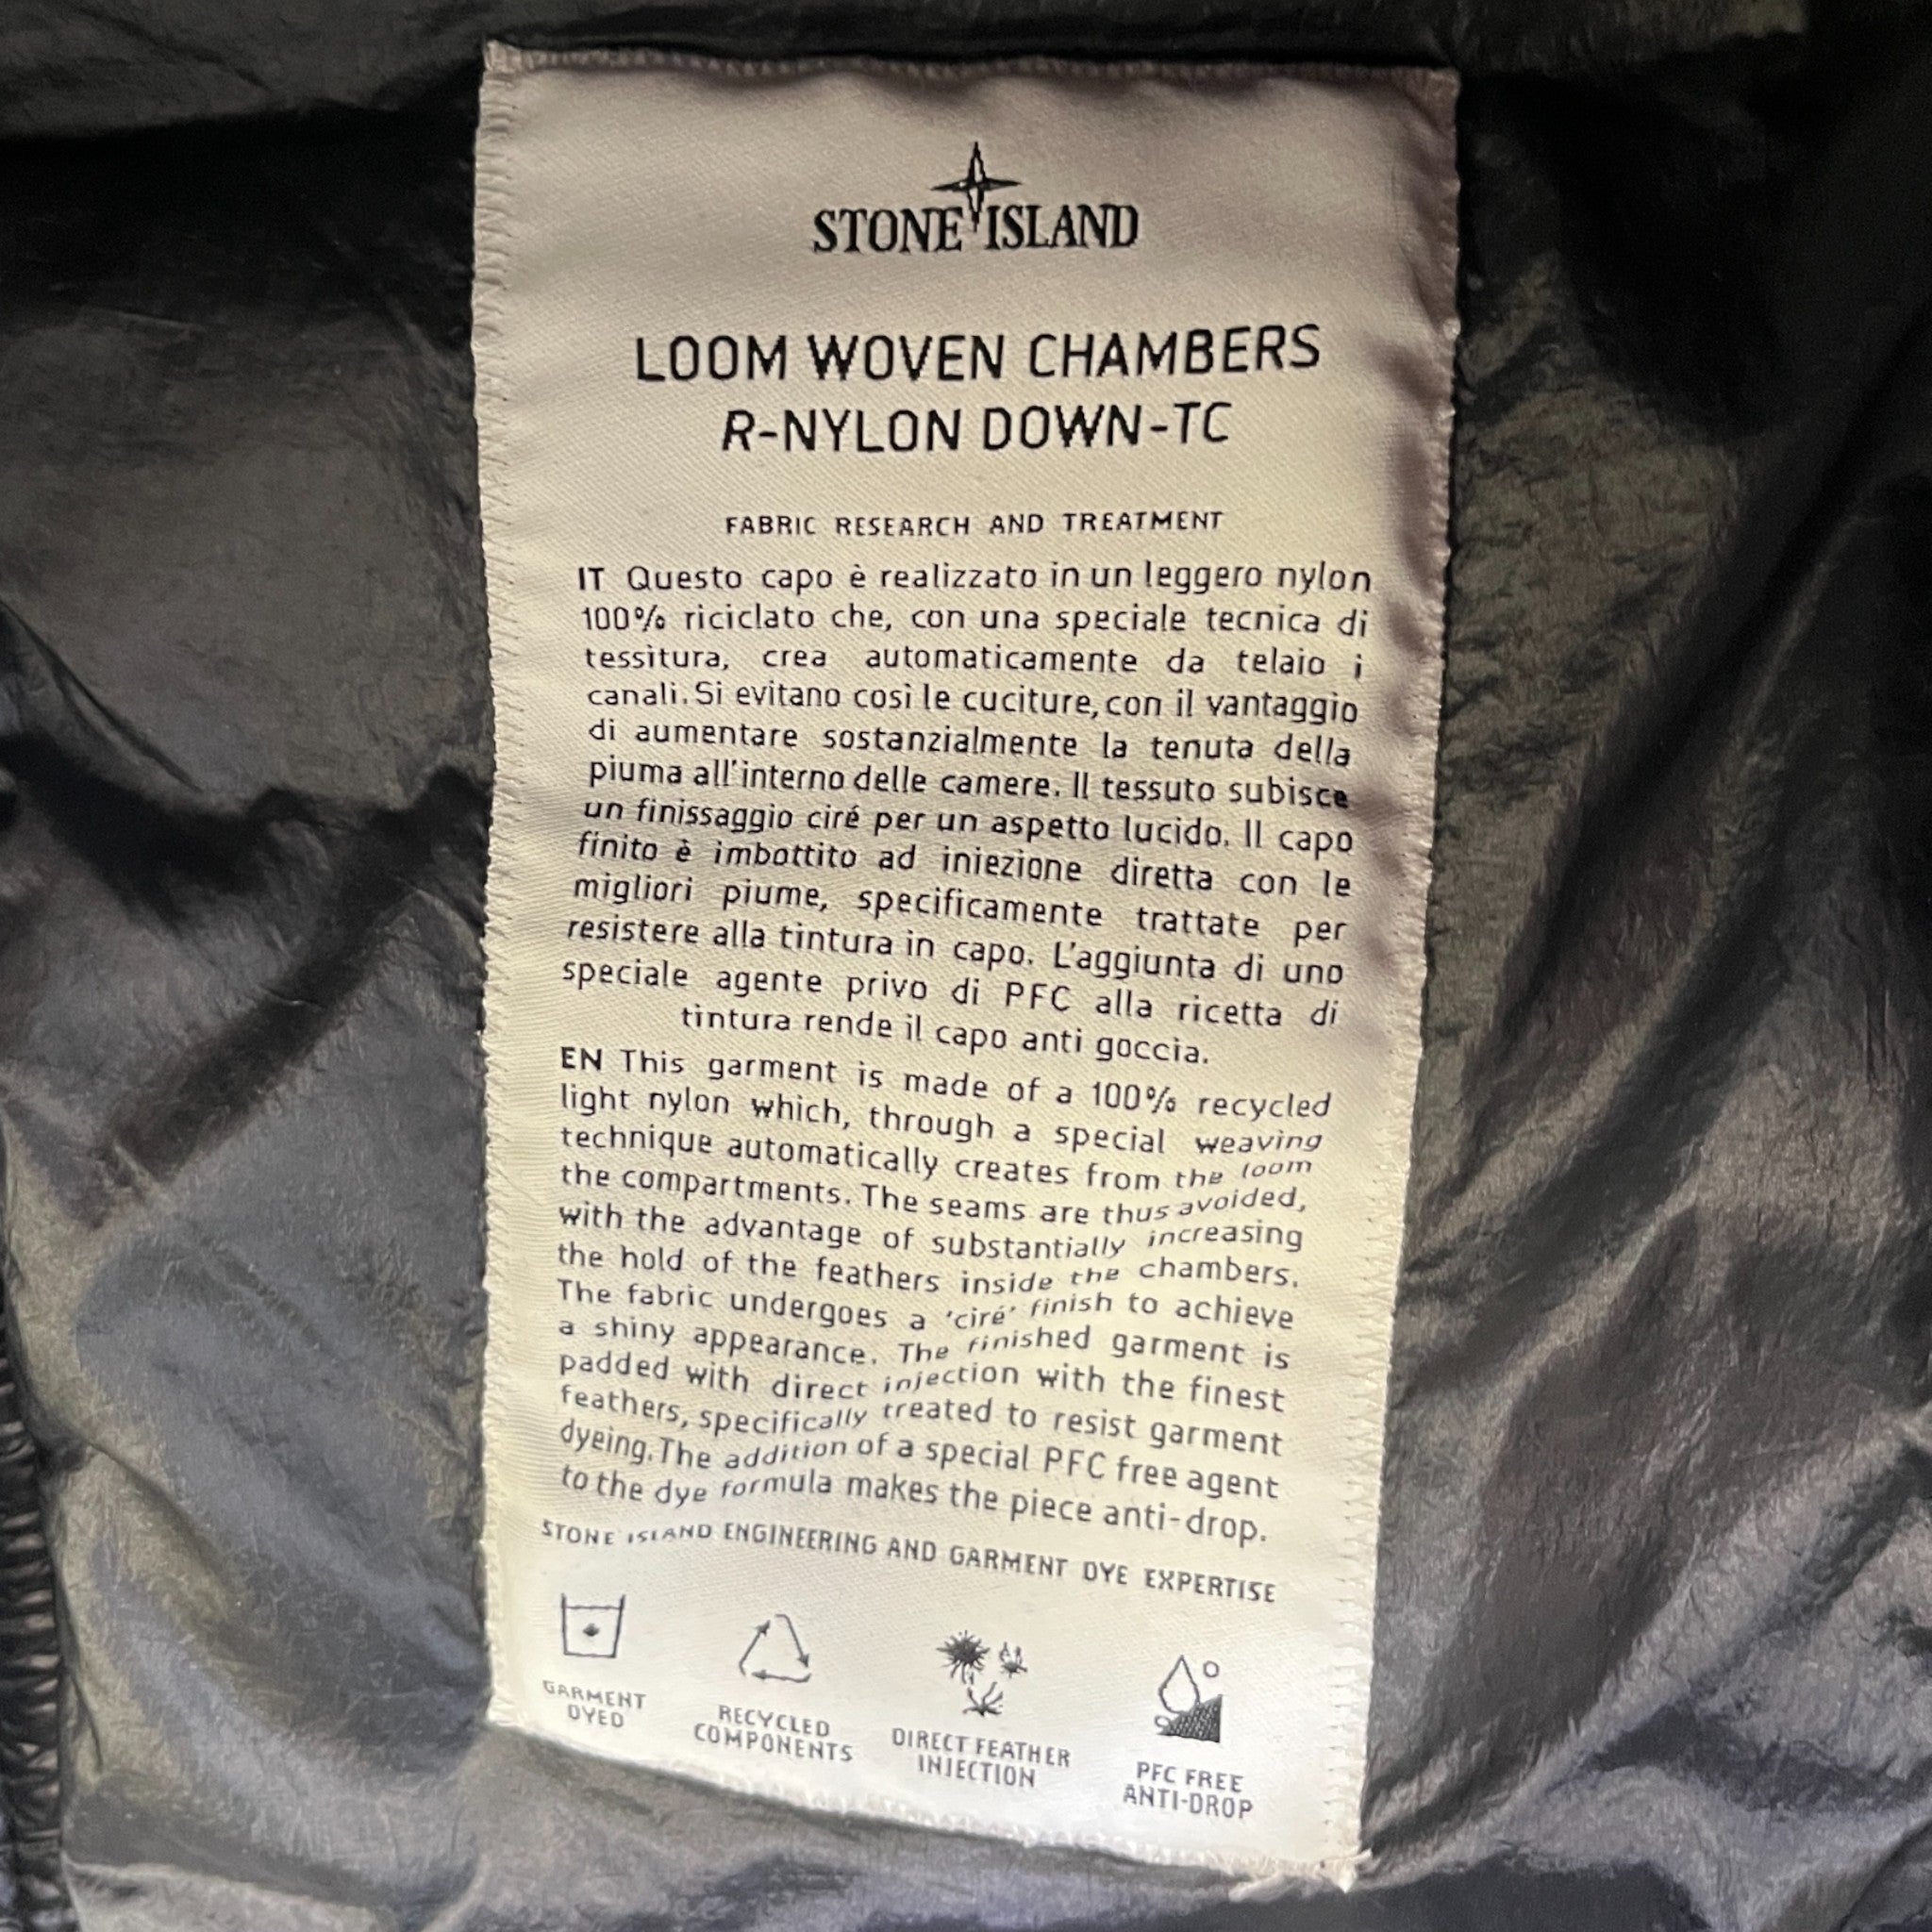 STONE ISLAND
LOOM WOVEN CHAMBERS
R-NYLON DOWN-TC
FABRIC RESEARCH AND TREATMENT
IT Questo capo è realizzato in un leggero nylon
100% riciclato che, con una speciale tecnica di
tessitura, crea automaticamente da telaio i
canali. Si evitano così le cuciture, con il vantaggio
di aumentare sostanzialmente la tenuta della
piuma all'interno delle camere. Il tessuto subisce
un finissaggio ciré per un aspetto lucido. Il capo
finito è imbottito ad iniezione diretta con le
migliori piume, specificamente trattate per
resistere alla tintura in capo. L'aggiunta di uno
speciale agente privo di PFC alla ricetta di
tintura rende il capo anti goccia.
EN This garment is made of a 100% recycled
light nylon which, through a special weaving
technique automatically creates from the loom
the compartments. The seams are thus avoided,
with the advantage of substantially increasing
the hold of the feathers inside the chambers.
The fabric undergoes a 'ciré' finish to achieve
a shiny appearance. The finished garment is
padded with direct injection with the finest
feathers, specifically treated to resist garment
dyeing. The addition of a special PFC free agent
to the dye formula makes the piece anti-drop.
STONE ISLAND ENGINEERING AND GARMENT DYE EXPERTISE
GARMENT
DYED
RECYCLED
COMPONENTS
DIRECT FEATHER
INJECTION
PFC FREE
ANTI-DROP